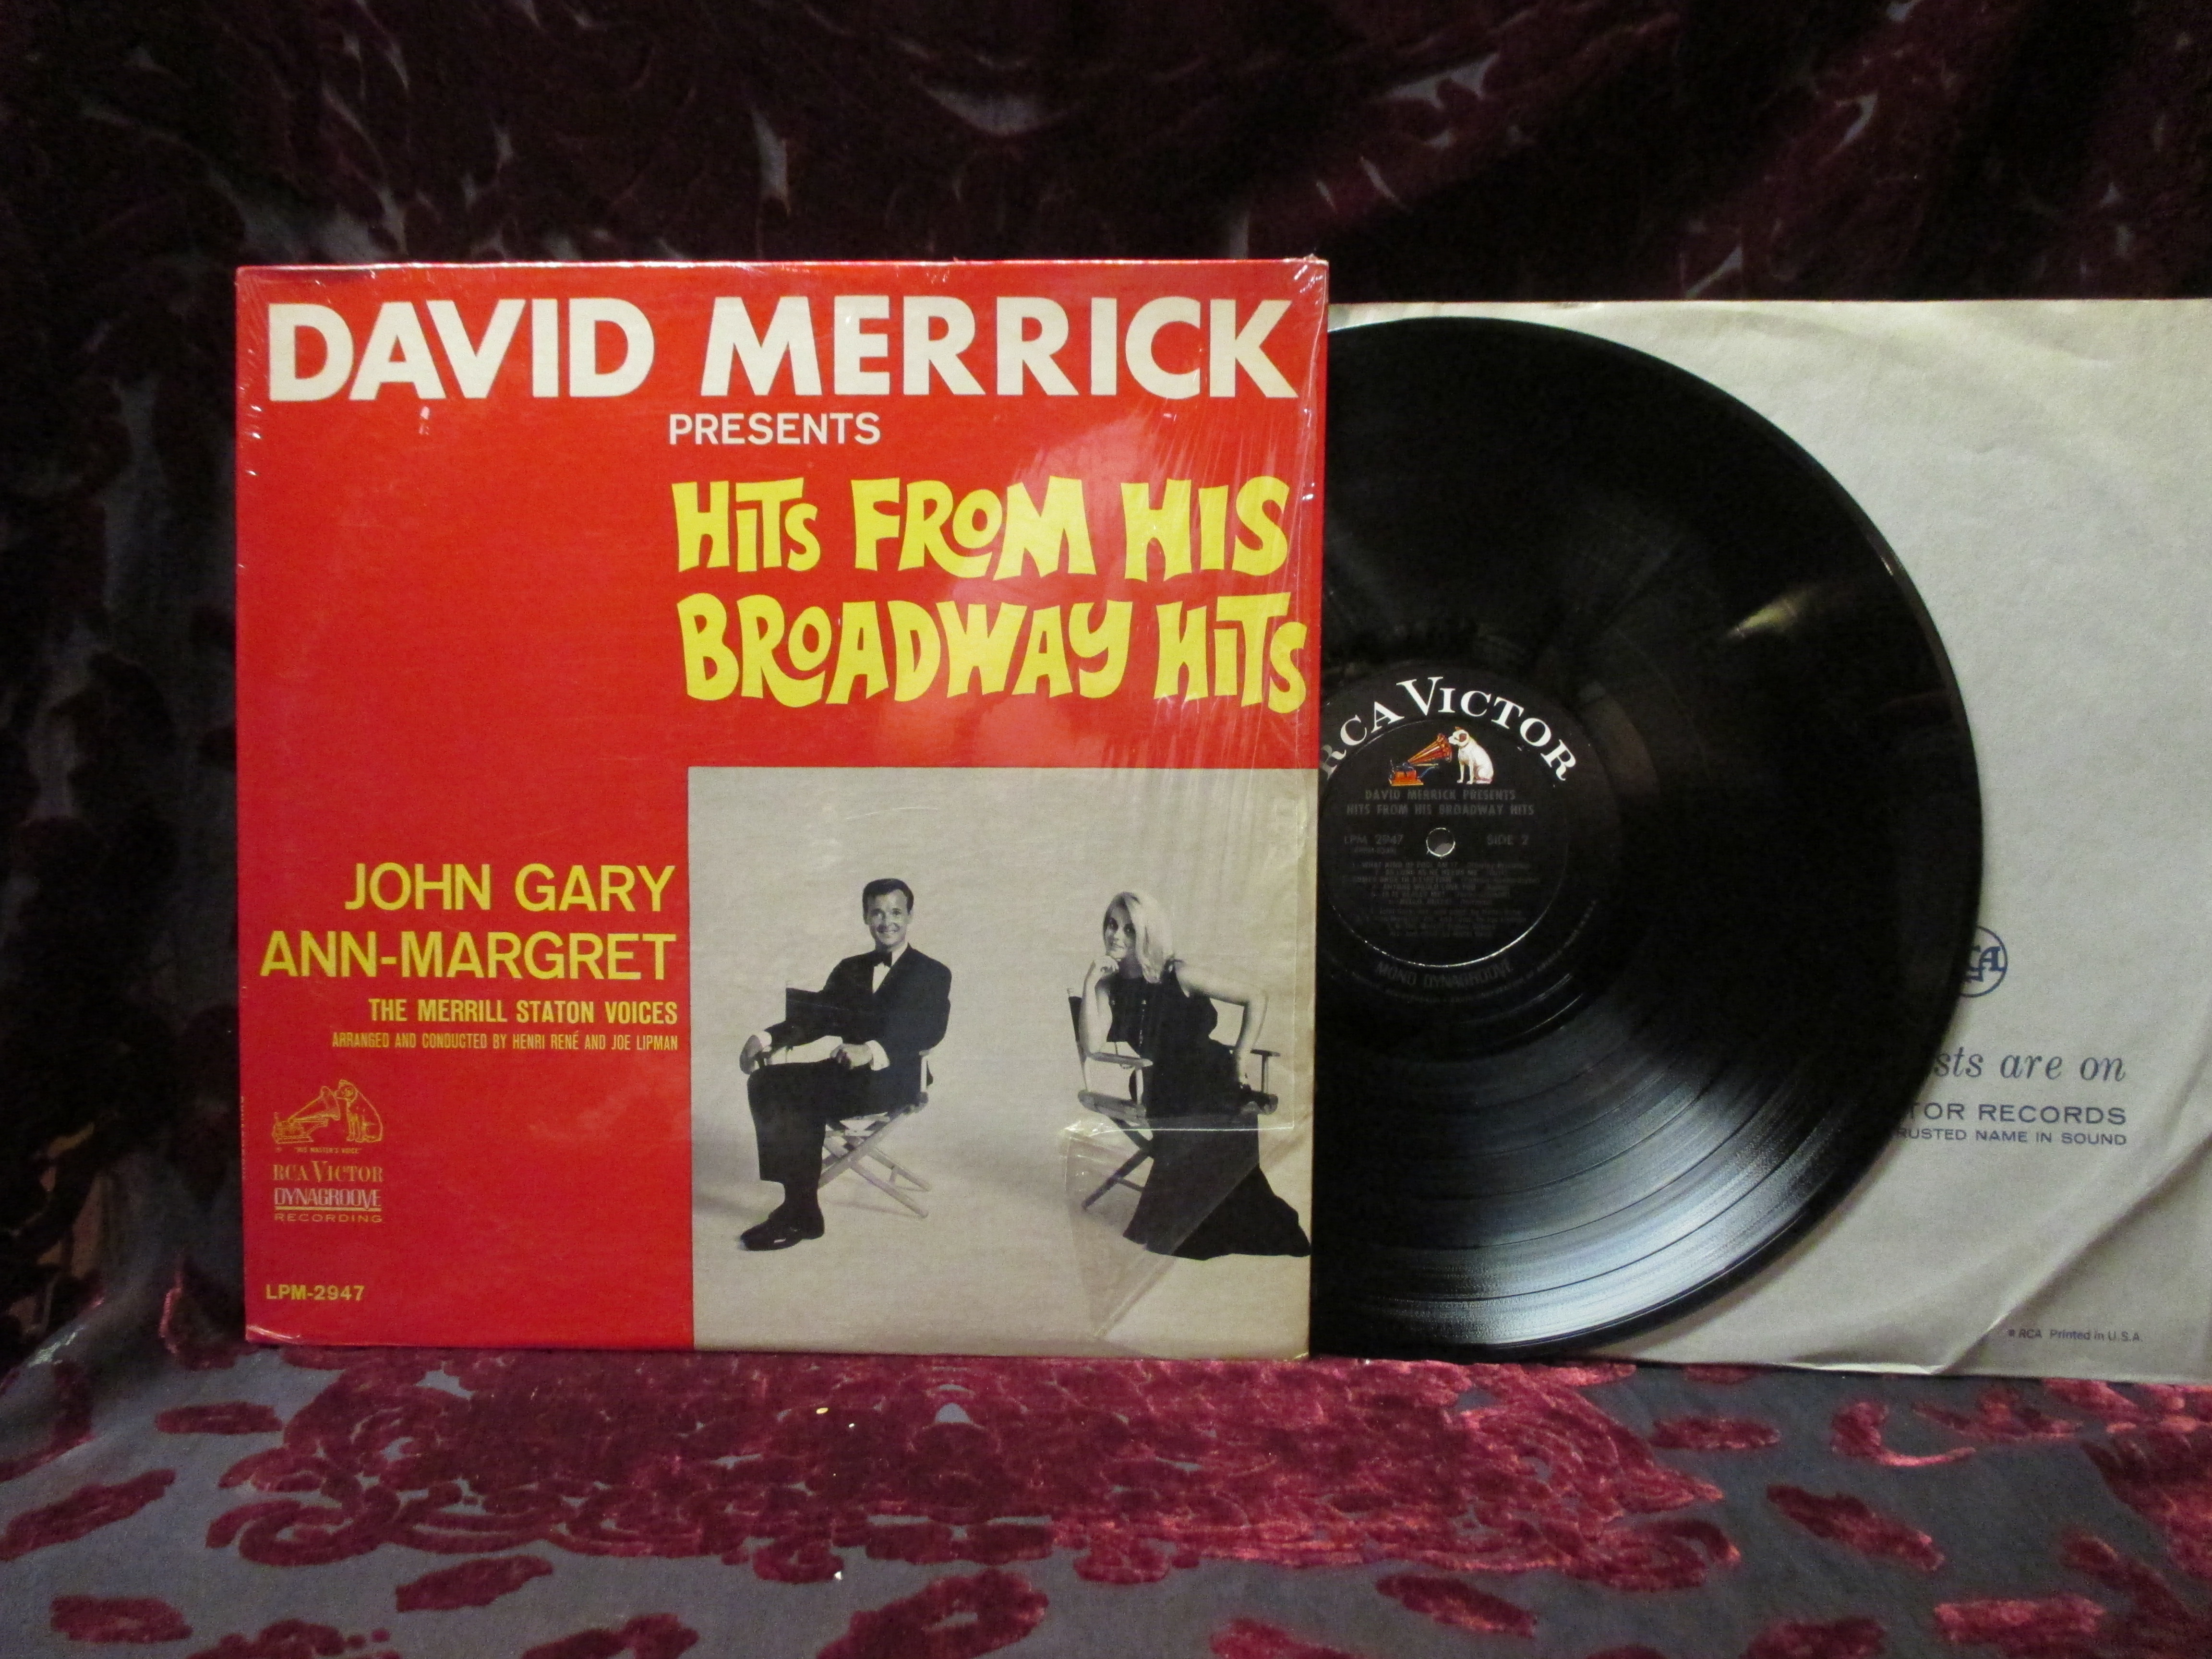 DAVID MERRICK
PRESENTS
HiTS FROM HIS
BROADWAY HiTS
JOHN GARY
ANN-MARGRET
THE MERRILL STATON VOICES
ARRANGED AND CONDUCTED BY HENRI RENÉ AND JOE LIPMAN
"HIS MASTER'S VOICE"
RCA VICTOR
DYNAGROOVE
RECORDING
LPM-2947
RCA VICTOR
DAVID MERRICK PRESENTS
HITS FROM HIS BROADWAY HITS
LPM 2947 SIDE 2
MONO DYNAGROOVE
sts are on
TOR RECORDS
RUSTED NAME IN SOUND
® RCA Printed in U.S.A.